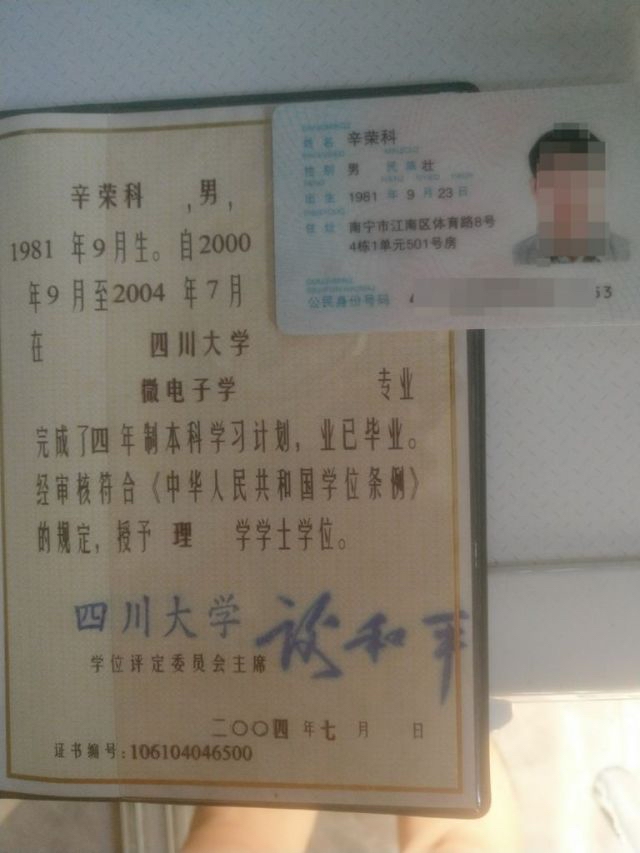 辛荣科 ,男,
1981 年9月生。自2000
年9月至2004 年7月
在 四川大学
微电子学 专业
完成了四年制本科学习计划,业已毕业。
经审核符合《中华人民共和国学位条例》
的规定,授予 理 学学士学位。
四川大学
学位评定委员会主席
谢和平
二〇〇四年七月 日
证书编号:106104046500
姓名 辛荣科
性别 男 民族 壮
出生 1981 年 9 月 23 日
住址 南宁市江南区体育路8号
4栋1单元501号房
公民身份号码 53